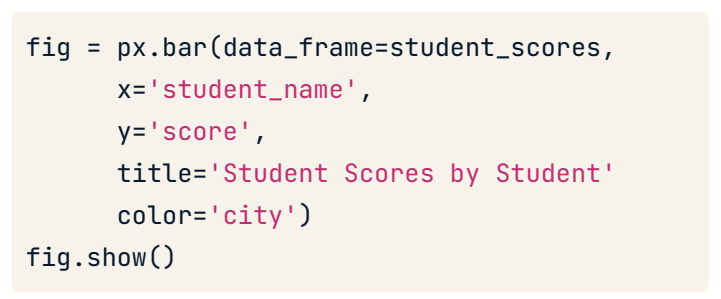 fig = px.bar(data_frame=student_scores,
      x='student_name',
      y='score',
      title='Student Scores by Student'
      color='city')
fig.show()